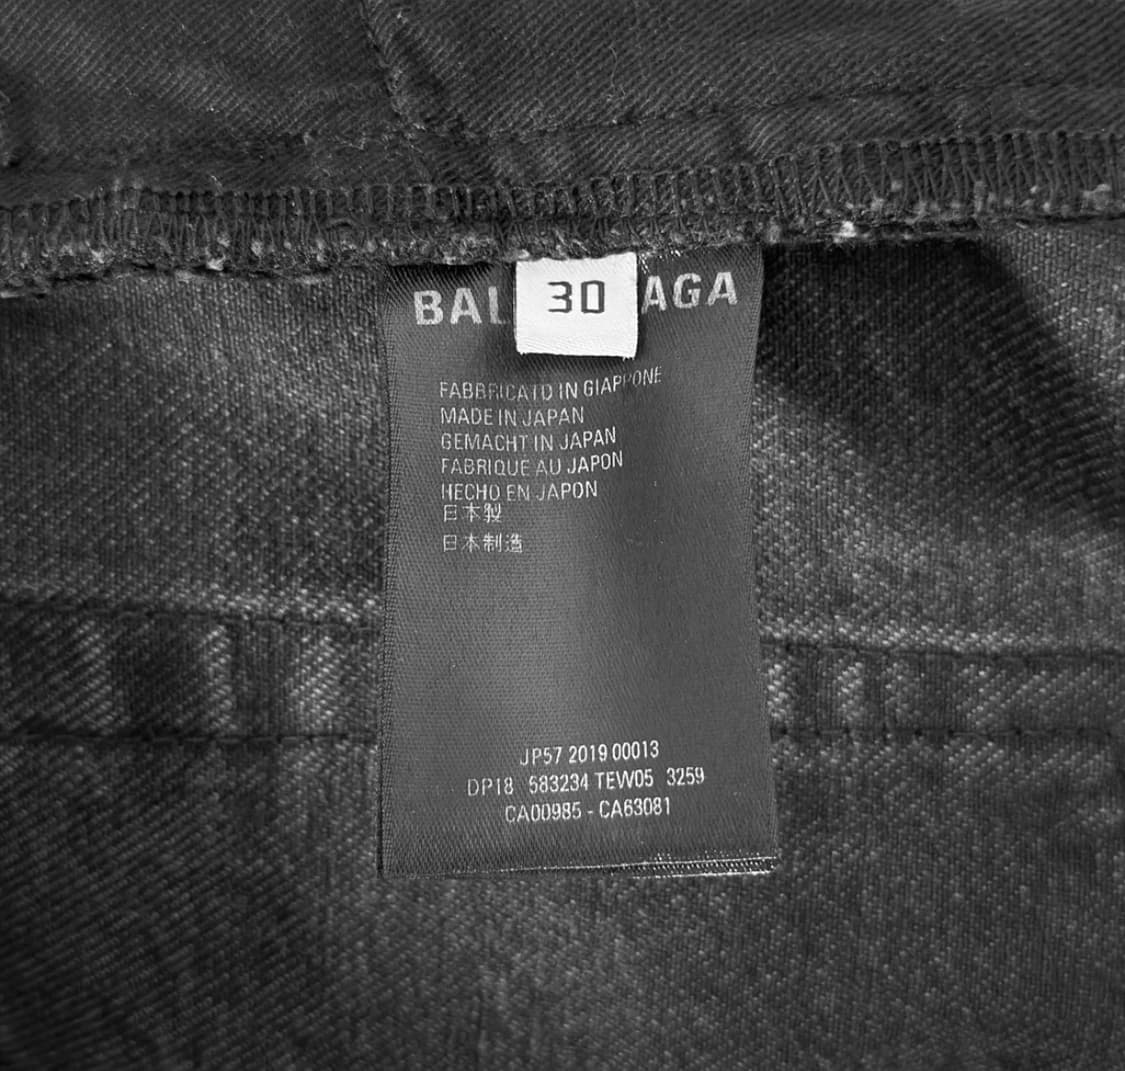 BAL 30 AGA
FABBRICATO IN GIAPPONE
MADE IN JAPAN
GEMACHT IN JAPAN
FABRIQUE AU JAPON
HECHO EN JAPON
日本製
日本制造
JP57 2019 00013
DP18 583234 TEW05 3259
CA00985 - CA63081